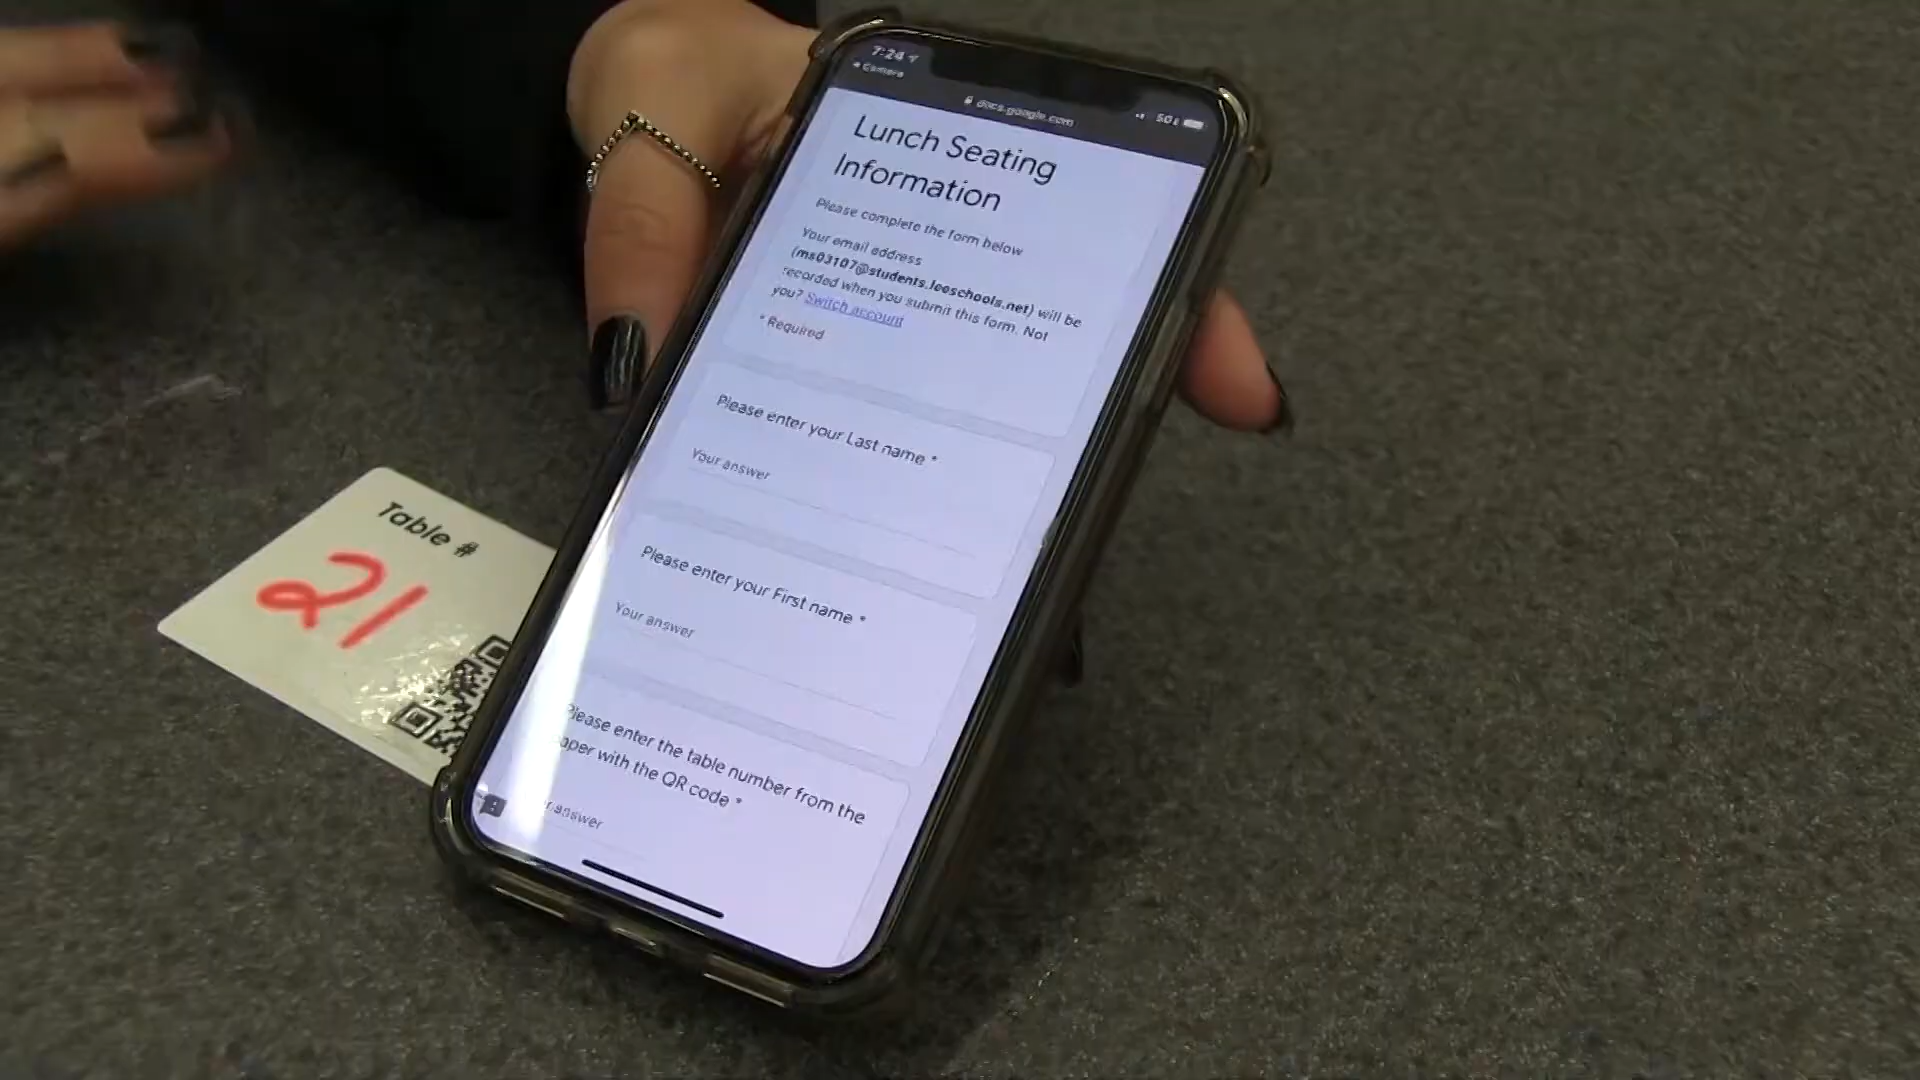 7:24
Camera
docs.google.com
Lunch Seating
Information
Please complete the form below
Your email address
(ms03107@students.leeschools.net) will be
recorded when you submit this form. Not
you? Switch account
* Required
Please enter your Last name *
Your answer
Please enter your First name *
Your answer
Please enter the table number from the
aper with the QR code *
r answer
Table #
21